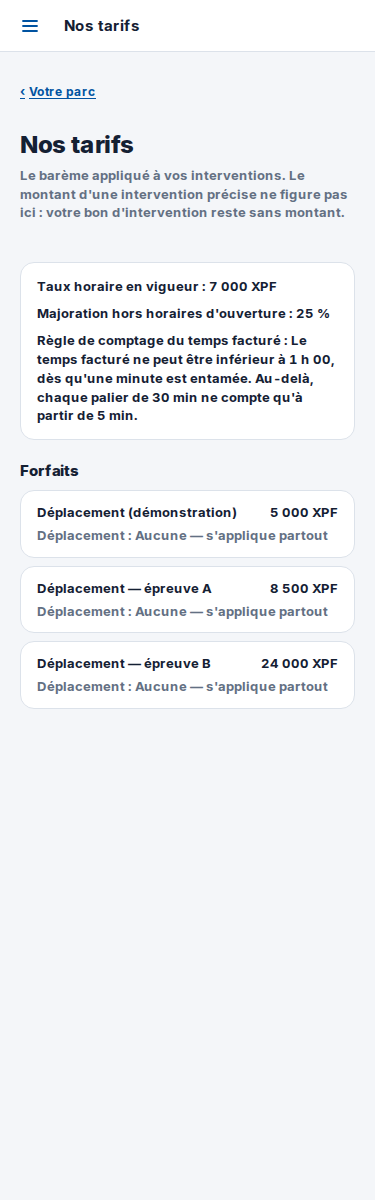 Nos tarifs
‹ Votre parc
Nos tarifs
Le barème appliqué à vos interventions. Le
montant d'une intervention précise ne figure pas
ici : votre bon d'intervention reste sans montant.
Taux horaire en vigueur : 7 000 XPF
Majoration hors horaires d'ouverture : 25 %
Règle de comptage du temps facturé : Le
temps facturé ne peut être inférieur à 1 h 00,
dès qu'une minute est entamée. Au-delà,
chaque palier de 30 min ne compte qu'à
partir de 5 min.
Forfaits
Déplacement (démonstration) 5 000 XPF
Déplacement : Aucune — s'applique partout
Déplacement — épreuve A 8 500 XPF
Déplacement : Aucune — s'applique partout
Déplacement — épreuve B 24 000 XPF
Déplacement : Aucune — s'applique partout